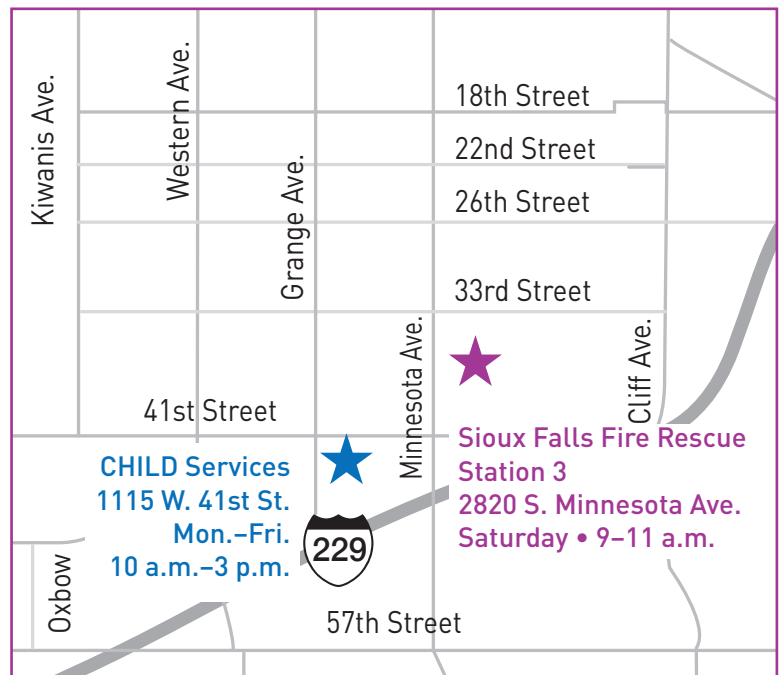 Kiwanis Ave.
Western Ave.
Grange Ave.
18th Street
22nd Street
26th Street
33rd Street
Minnesota Ave.
Cliff Ave.
41st Street
CHILD Services
1115 W. 41st St.
Mon.–Fri.
10 a.m.–3 p.m.
Sioux Falls Fire Rescue
Station 3
2820 S. Minnesota Ave.
Saturday • 9–11 a.m.
229
Oxbow
57th Street